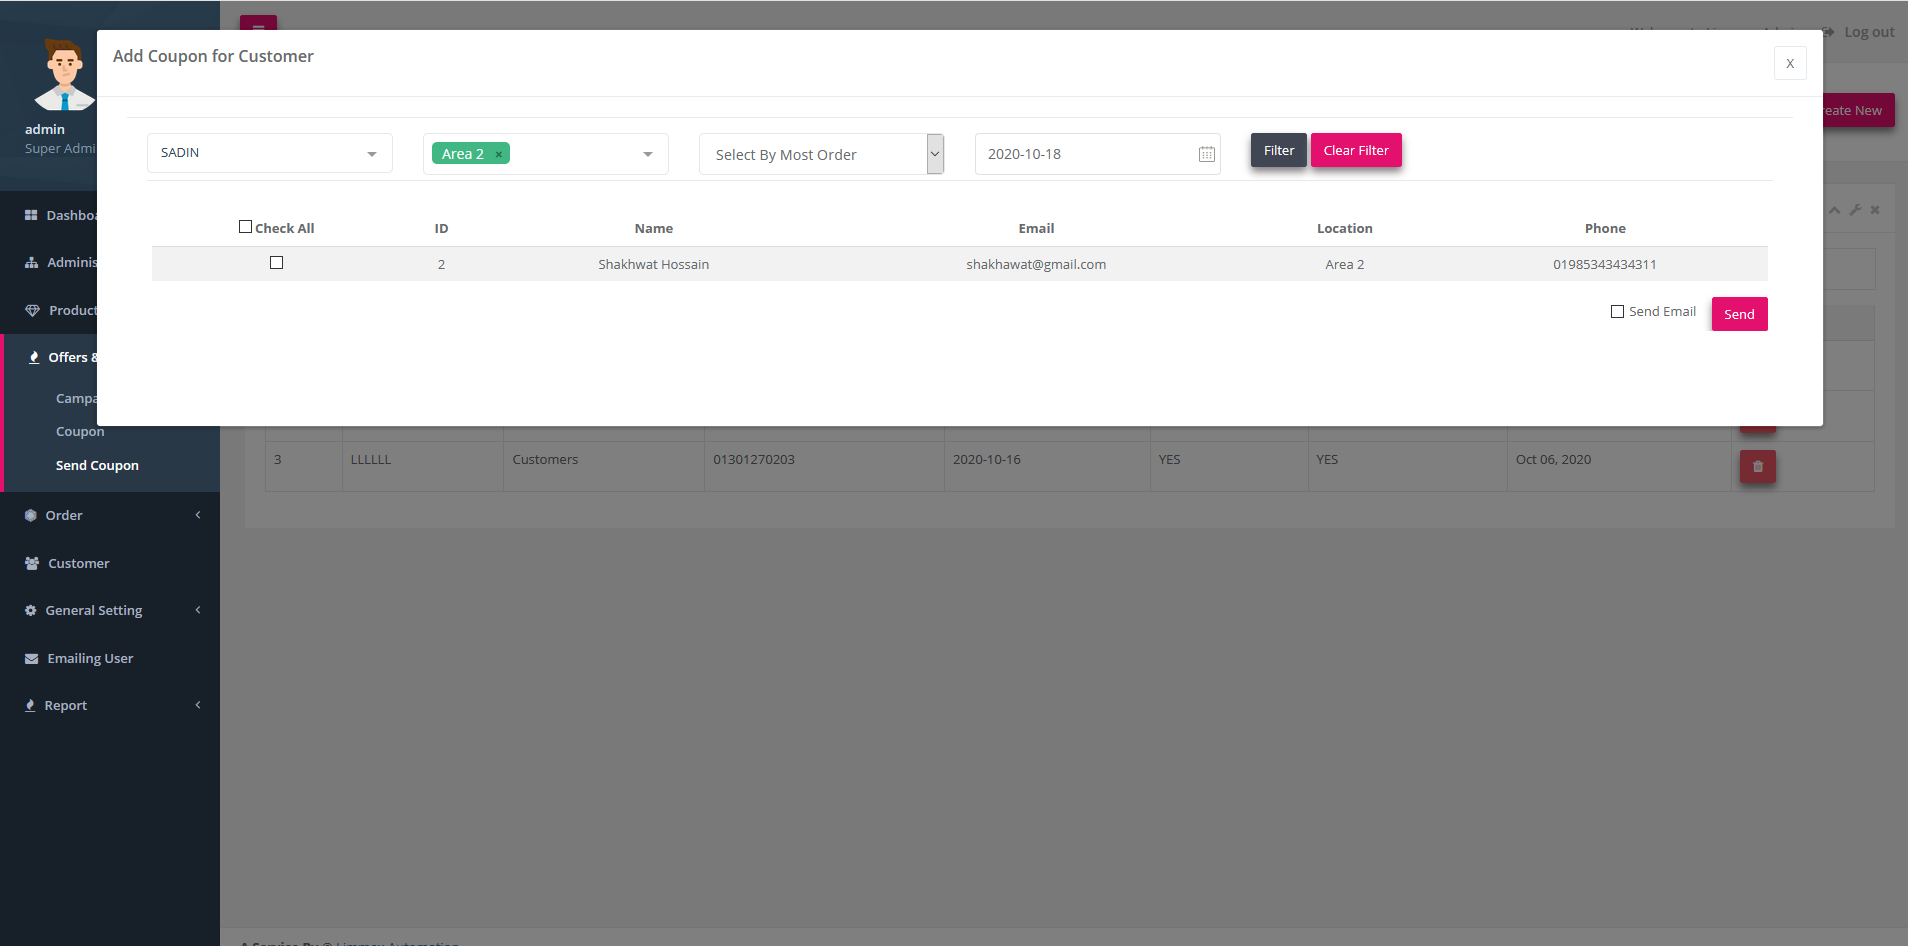 Log out
Add Coupon for Customer
X
admin
Super Admi
reate New
SADIN
Area 2 ×
Select By Most Order
2020-10-18
Filter
Clear Filter
Check All ID Name Email Location Phone
2 Shakhwat Hossain shakhawat@gmail.com Area 2 01985343434311
Send Email
Send
Dashboa
Adminis
Product
Offers &
Campa
Coupon
Send Coupon
3 LLLLLL Customers 01301270203 2020-10-16 YES YES Oct 06, 2020
Order
Customer
General Setting
Emailing User
Report